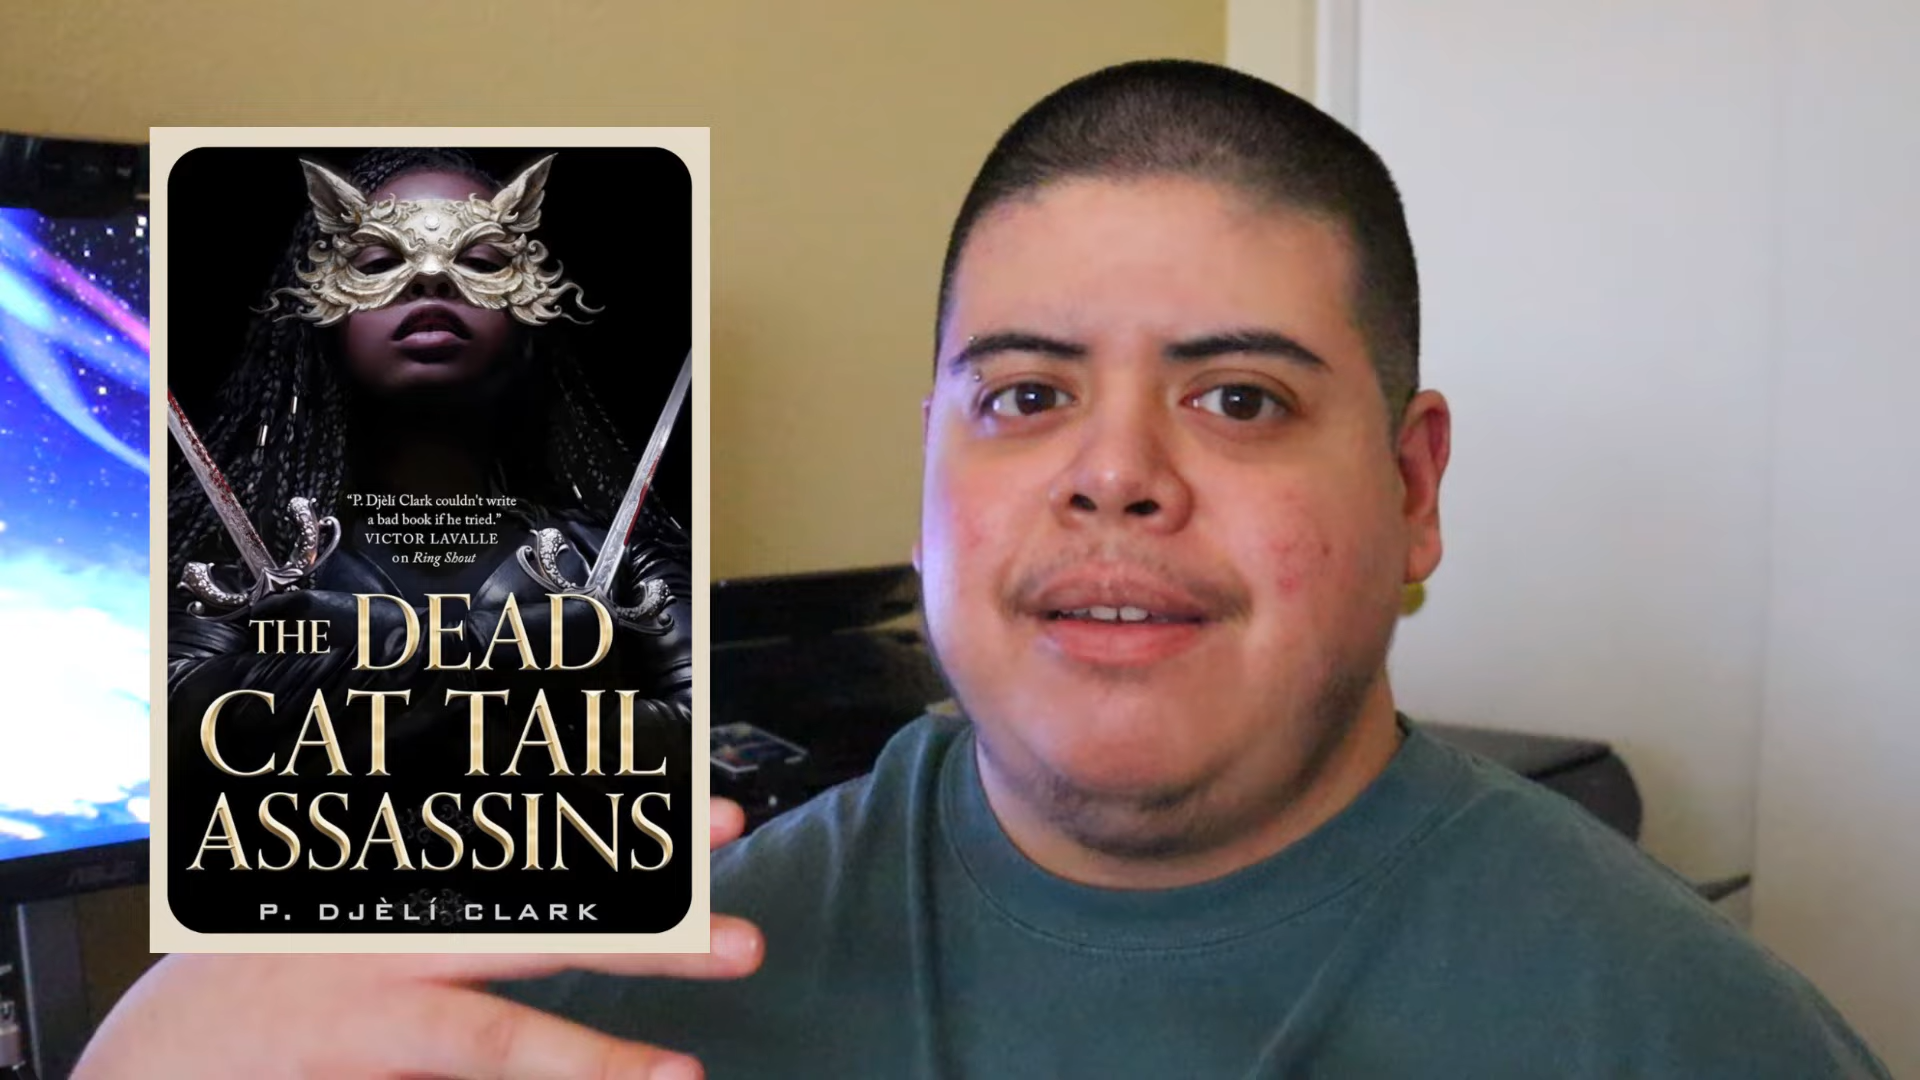 “P. Djèlí Clark couldn't write
a bad book if he tried.”
VICTOR LAVALLE
on Ring Shout
THE DEAD
CAT TAIL
ASSASSINS
P. DJÈLÍ CLARK